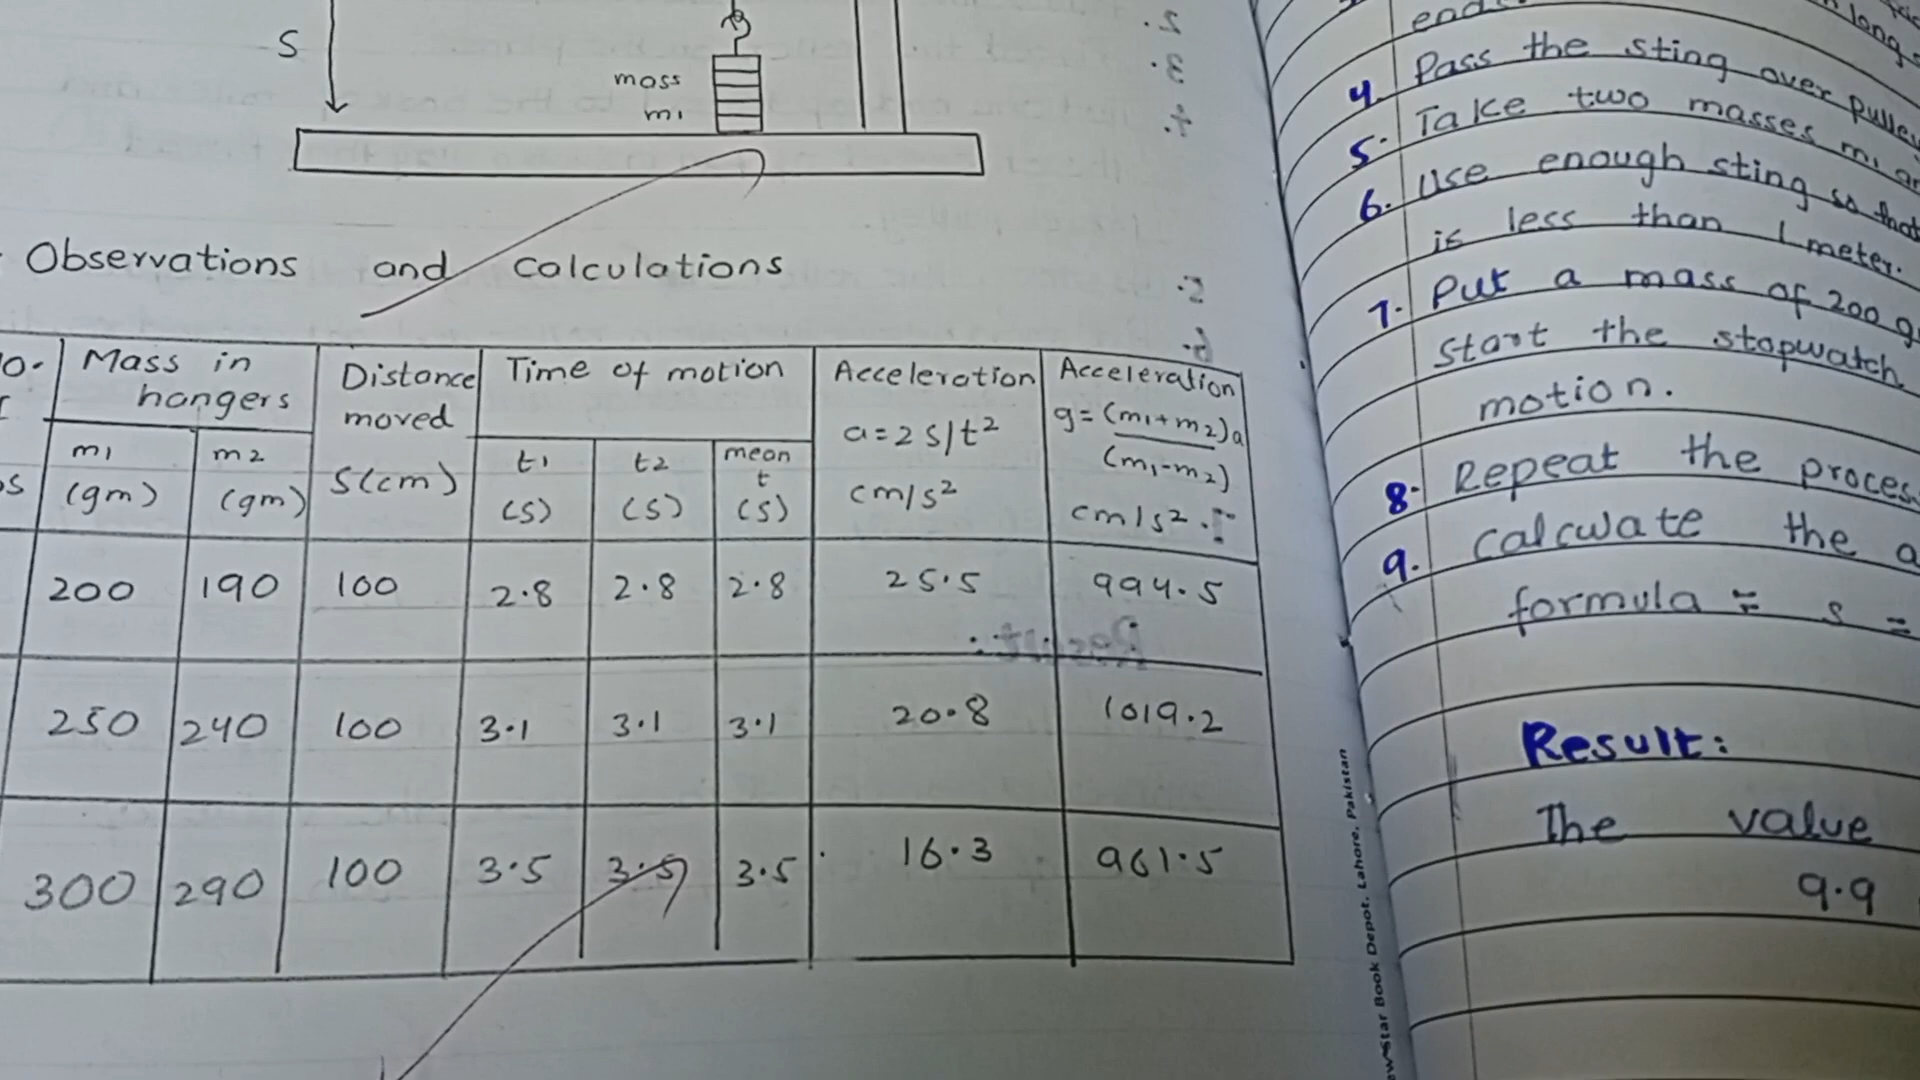 S
mass
m1
Observations and Calculations
Mass in hangers
Distance moved
Time of motion
Acceleration
Acceleration
a=2S/t²
g=(m1+m2)a
(m1-m2)
m1
(gm)
m2
(gm)
S(cm)
t1
(s)
t2
(s)
mean
t
(s)
cm/s²
cm/s²
200 190 100 2.8 2.8 2.8 25.5 994.5
250 240 100 3.1 3.1 3.1 20.8 1019.2
300 290 100 3.5 3.5 3.5 16.3 961.5
4. Pass the sting over pulley
5. Take two masses m1
6. Use enough sting so that
is less than 1 meter.
7. Put a mass of 200 g
Start the stopwatch
motion.
8. Repeat the
9. calculate the
formula = s =
Result:
The value
9.9
Star Book Depot, Lahore, Pakistan